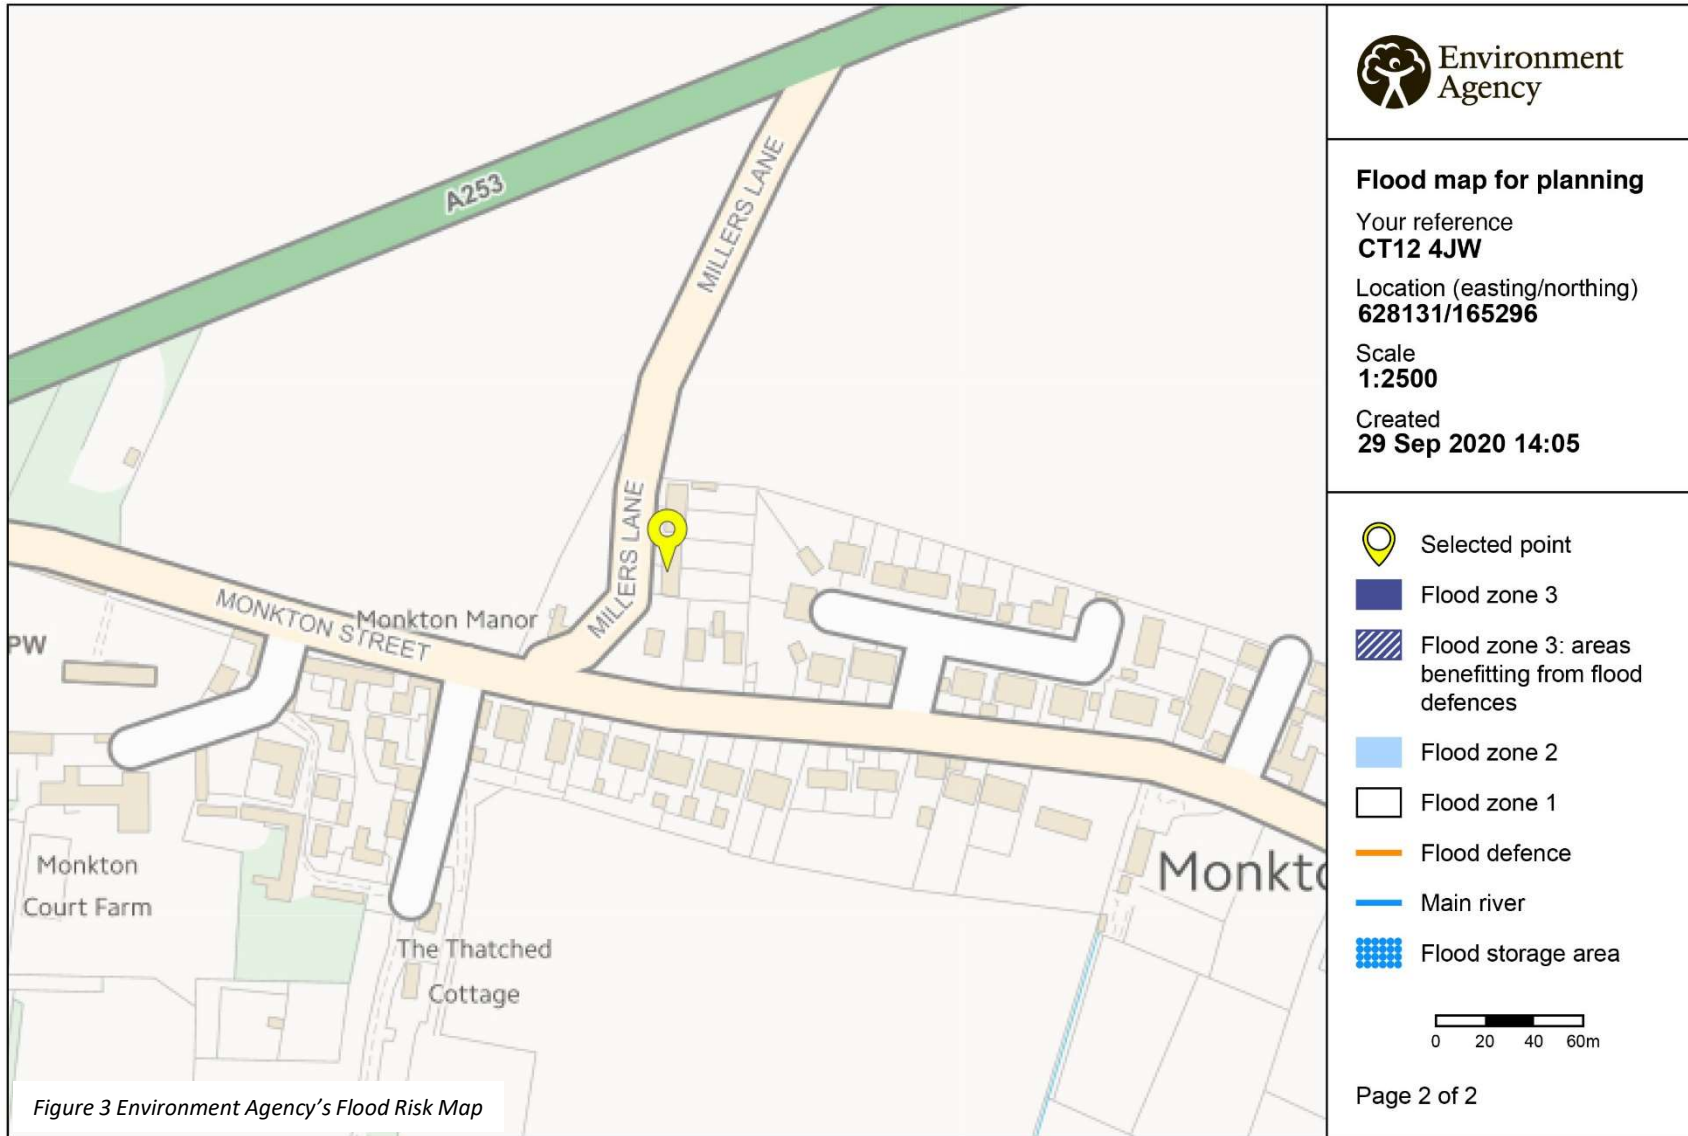 A253
MILLERS LANE
MILLERS LANE
MILLERS LANE
MONKTON STREET
Monkton Manor
PW
Monkton
Court Farm
The Thatched
Cottage
Monkto
Figure 3 Environment Agency's Flood Risk Map
Environment
Agency
Flood map for planning
Your reference
CT12 4JW
Location (easting/northing)
628131/165296
Scale
1:2500
Created
29 Sep 2020 14:05
Selected point
Flood zone 3
Flood zone 3: areas
benefitting from flood
defences
Flood zone 2
Flood zone 1
Flood defence
Main river
Flood storage area
0 20 40 60m
Page 2 of 2